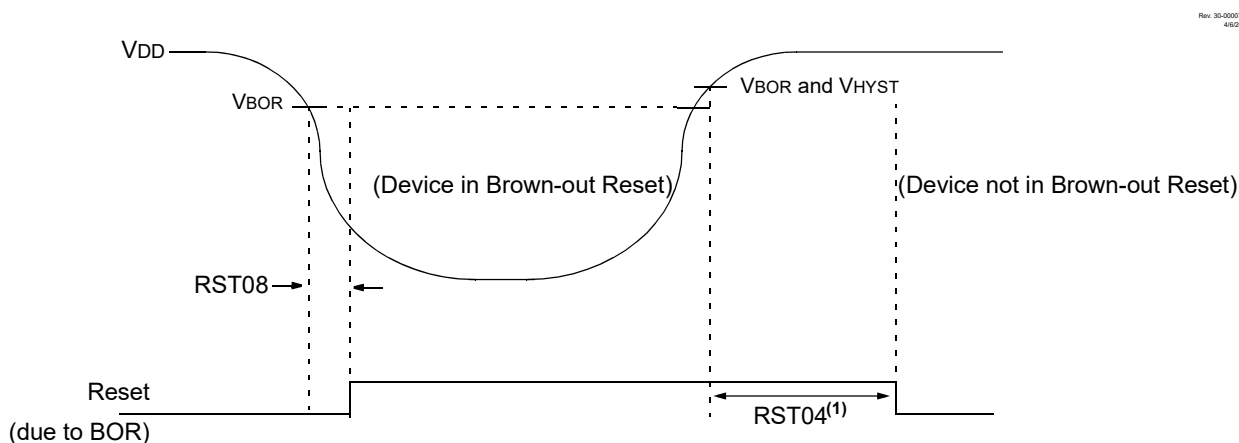 Rev. 30-0000
4/6/2
VDD
VBOR
VBOR and VHYST
(Device in Brown-out Reset)
(Device not in Brown-out Reset)
RST08
Reset
(due to BOR)
RST04(1)